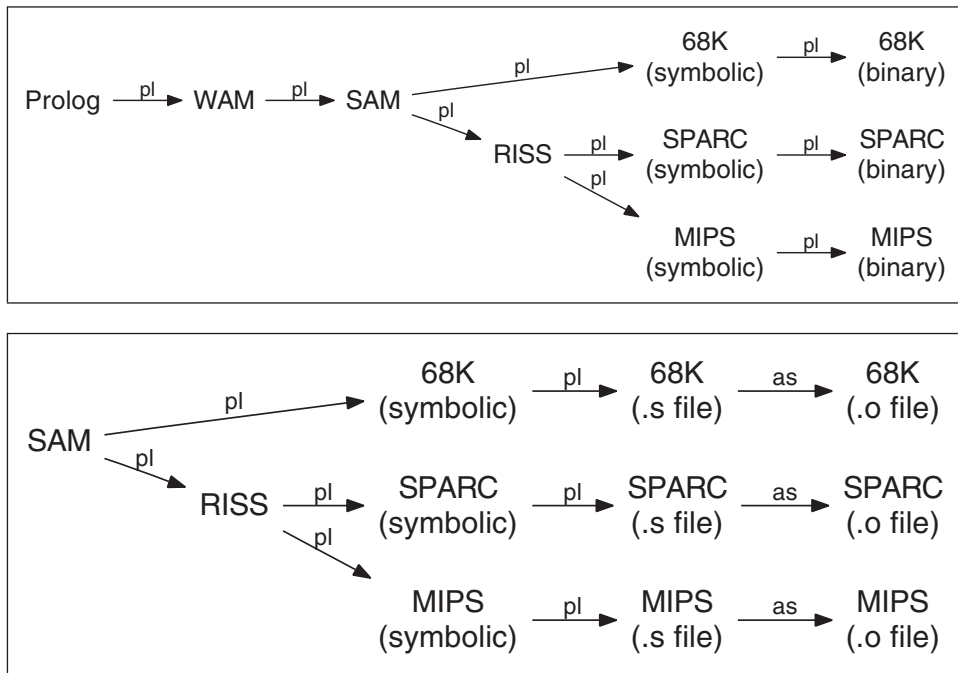 68K
(symbolic)
pl
68K
(binary)
pl
Prolog
pl
WAM
pl
SAM
pl
RISS
pl
SPARC
(symbolic)
pl
SPARC
(binary)
pl
MIPS
(symbolic)
pl
MIPS
(binary)
SAM
pl
68K
(symbolic)
pl
68K
(.s file)
as
68K
(.o file)
pl
RISS
pl
SPARC
(symbolic)
pl
SPARC
(.s file)
as
SPARC
(.o file)
pl
MIPS
(symbolic)
pl
MIPS
(.s file)
as
MIPS
(.o file)